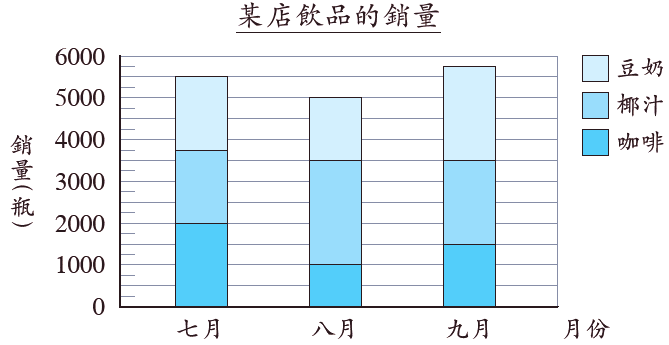 某店飲品的銷量
6000
5000
4000
3000
2000
1000
0
銷量(瓶)
七月 八月 九月 月份
豆奶
椰汁
咖啡